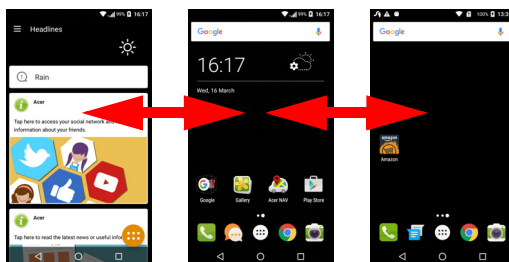 99% 16:17
Headlines
Rain
Acer
Tap here to access your social network and
information about your friends.
Acer
Tap here to read the latest news or useful infor
99% 16:17
Google
16:17
Wed, 16 March
Google
Gallery
Acer NAV
Play Store
100% 13:3
Google
amazon
Amazon